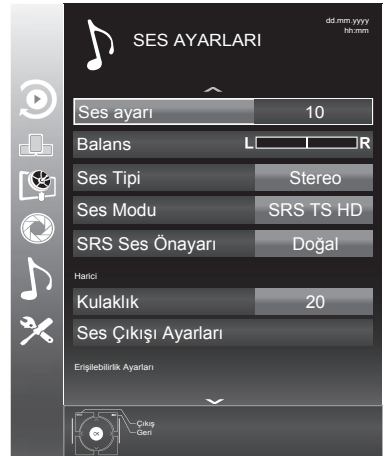 SES AYARLARI
dd.mm.yyyy
hh:mm
Ses ayarı 10
Balans L R
Ses Tipi Stereo
Ses Modu SRS TS HD
SRS Ses Önayarı Doğal
Harici
Kulaklık 20
Ses Çıkışı Ayarları
Erişilebilirlik Ayarları
OK
Çıkış
Geri